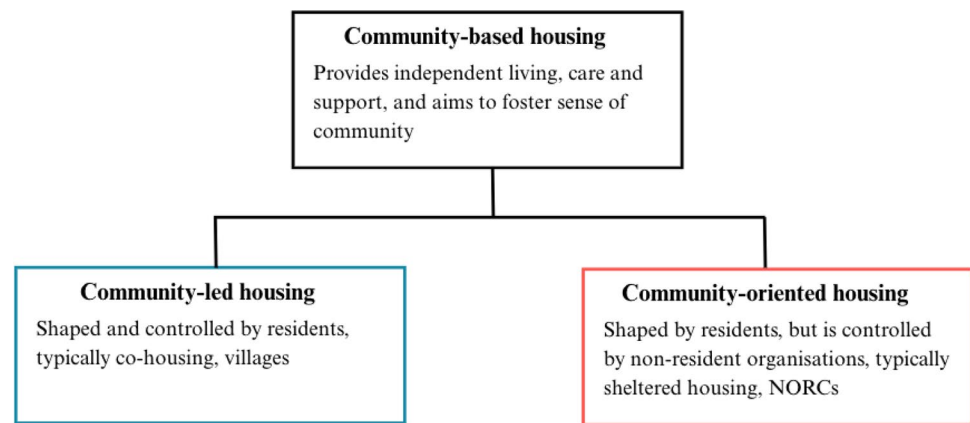 Community-based housing
Provides independent living, care and
support, and aims to foster sense of
community
Community-led housing
Shaped and controlled by residents,
typically co-housing, villages
Community-oriented housing
Shaped by residents, but is controlled
by non-resident organisations, typically
sheltered housing, NORCs